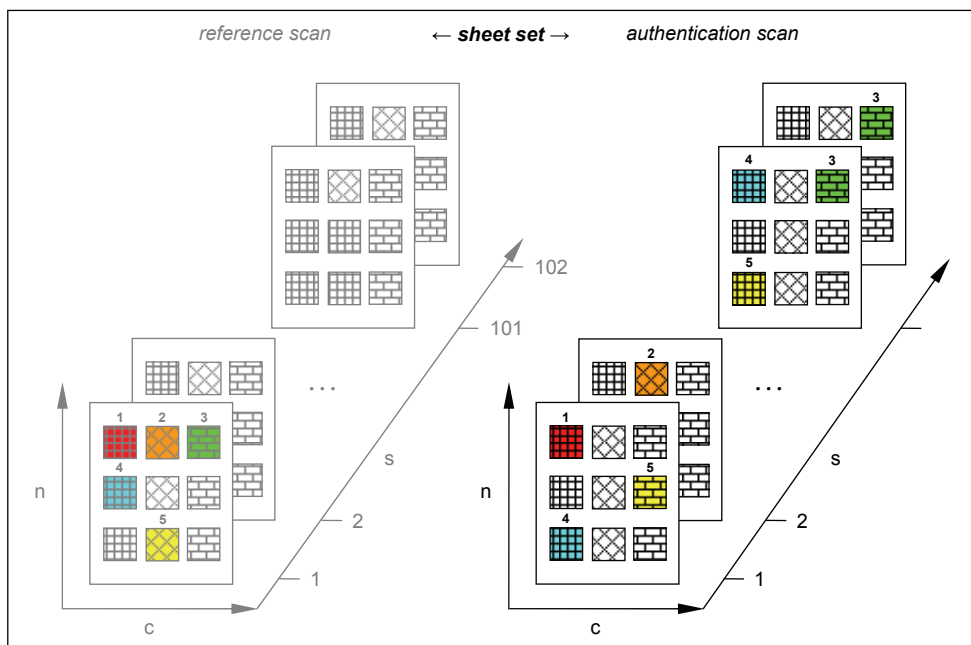 reference scan ← sheet set → authentication scan
3
4 3
5
102
101
2
... ...
1 2 3 1
s s
4 5
n n
5 4
2 2
1 1
c c